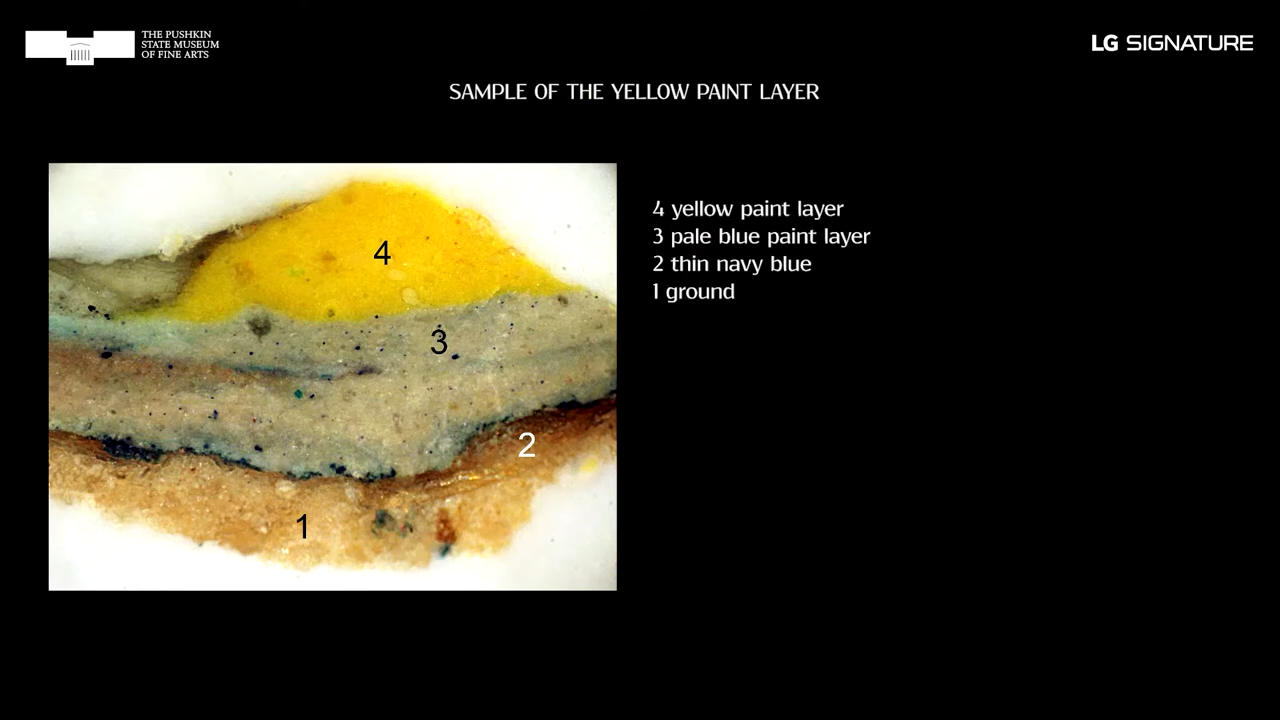 THE PUSHKIN
STATE MUSEUM
OF FINE ARTS
LG SIGNATURE
SAMPLE OF THE YELLOW PAINT LAYER
4
3
2
1
4 yellow paint layer
3 pale blue paint layer
2 thin navy blue
1 ground